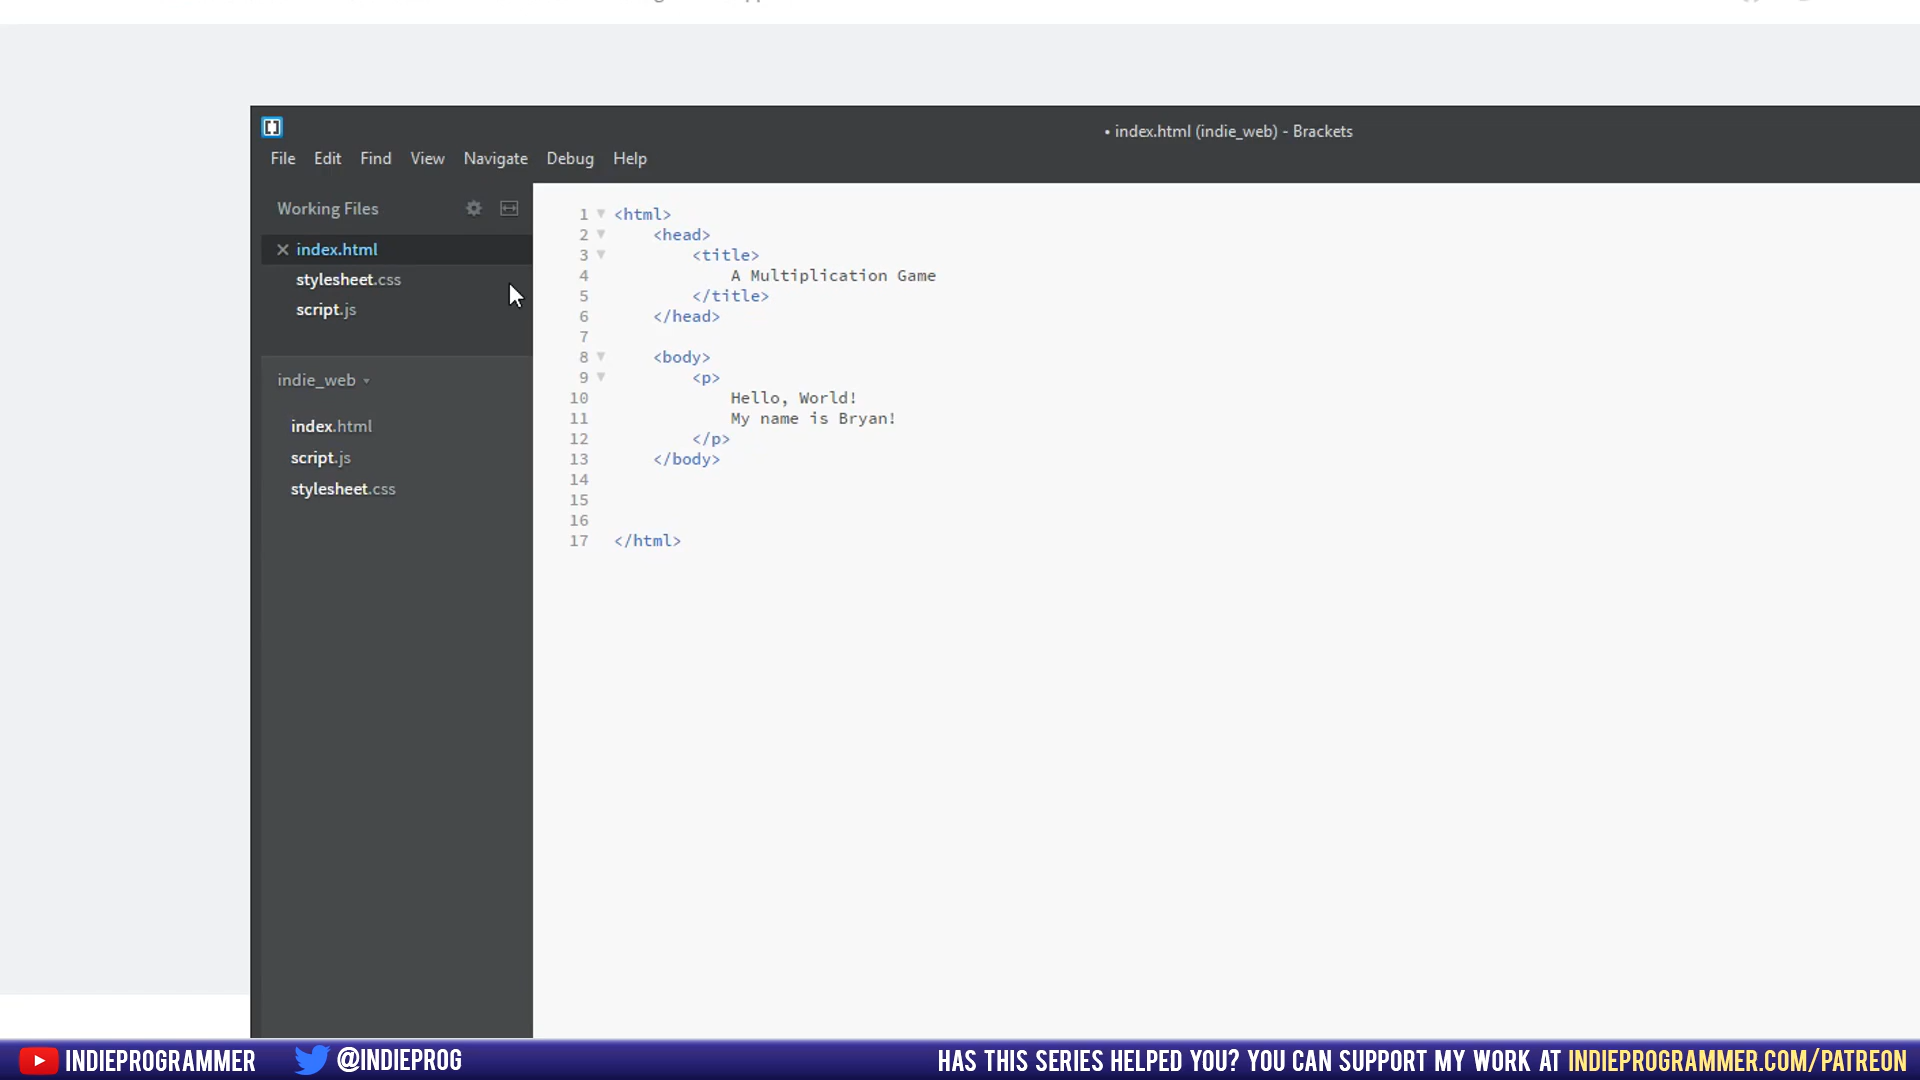 • index.html (indie_web) - Brackets
File Edit Find View Navigate Debug Help
Working Files
index.html
stylesheet.css
script.js
indie_web
index.html
script.js
stylesheet.css
1 <html>
2 <head>
3 <title>
4 A Multiplication Game
5 </title>
6 </head>
7
8 <body>
9 <p>
10 Hello, World!
11 My name is Bryan!
12 </p>
13 </body>
14
15
16
17 </html>
INDIEPROGRAMMER @INDIEPROG HAS THIS SERIES HELPED YOU? YOU CAN SUPPORT MY WORK AT INDIEPROGRAMMER.COM/PATREON